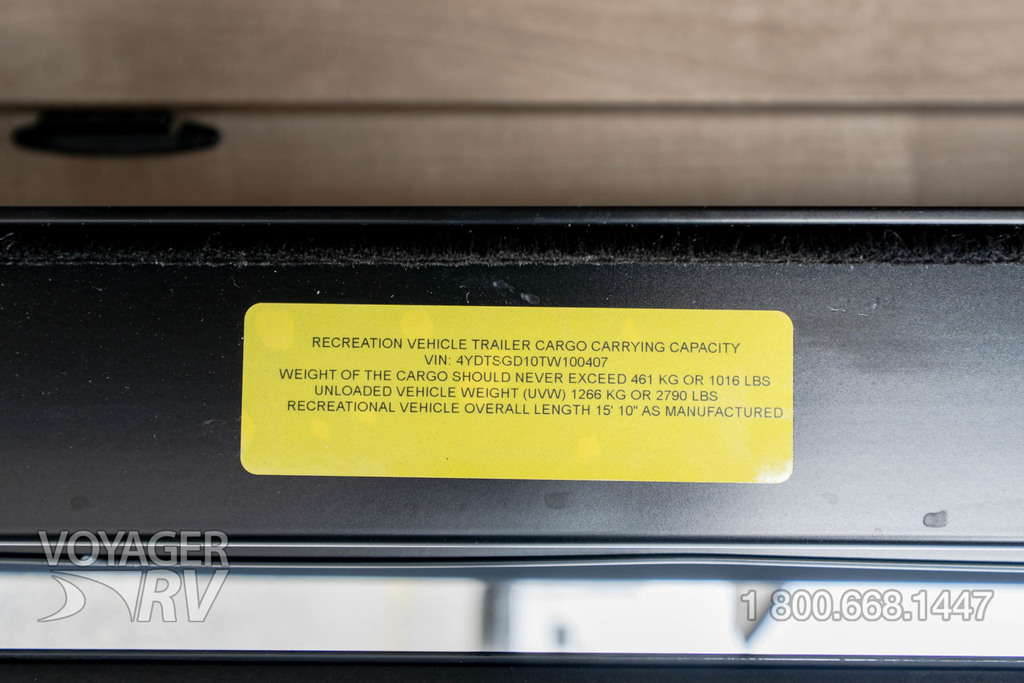 RECREATION VEHICLE TRAILER CARGO CARRYING CAPACITY
VIN: 4YDTSGD10TW100407
WEIGHT OF THE CARGO SHOULD NEVER EXCEED 461 KG OR 1016 LBS
UNLOADED VEHICLE WEIGHT (UVW) 1266 KG OR 2790 LBS
RECREATIONAL VEHICLE OVERALL LENGTH 15' 10" AS MANUFACTURED
VOYAGER
RV
1 800.668.1447